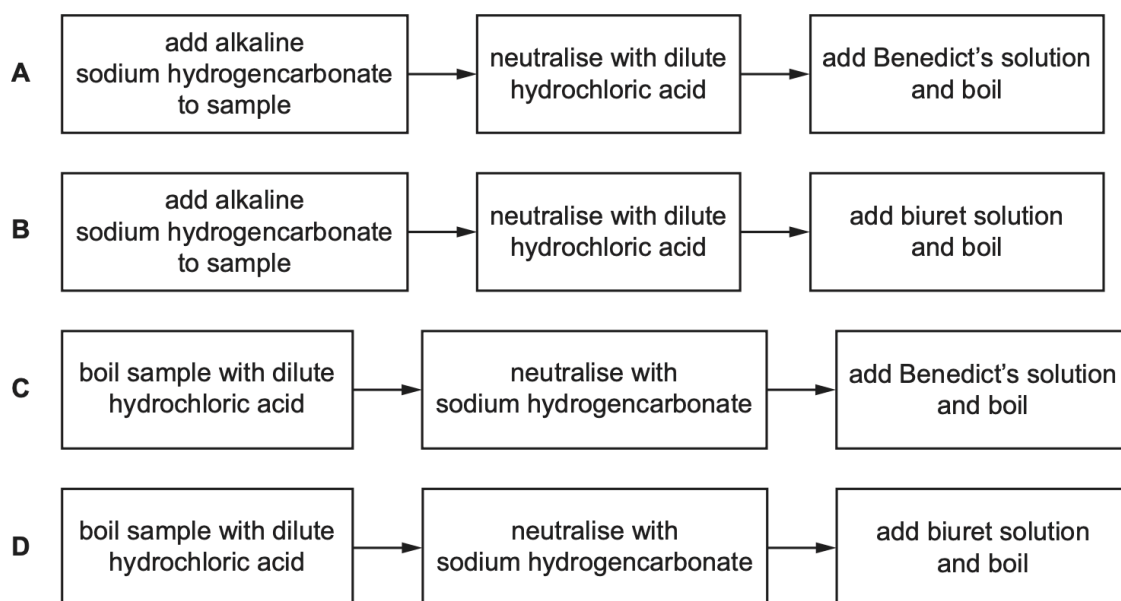 A
add alkaline
sodium hydrogencarbonate
to sample
neutralise with dilute
hydrochloric acid
add Benedict's solution
and boil
B
add alkaline
sodium hydrogencarbonate
to sample
neutralise with dilute
hydrochloric acid
add biuret solution
and boil
C
boil sample with dilute
hydrochloric acid
neutralise with
sodium hydrogencarbonate
add Benedict's solution
and boil
D
boil sample with dilute
hydrochloric acid
neutralise with
sodium hydrogencarbonate
add biuret solution
and boil